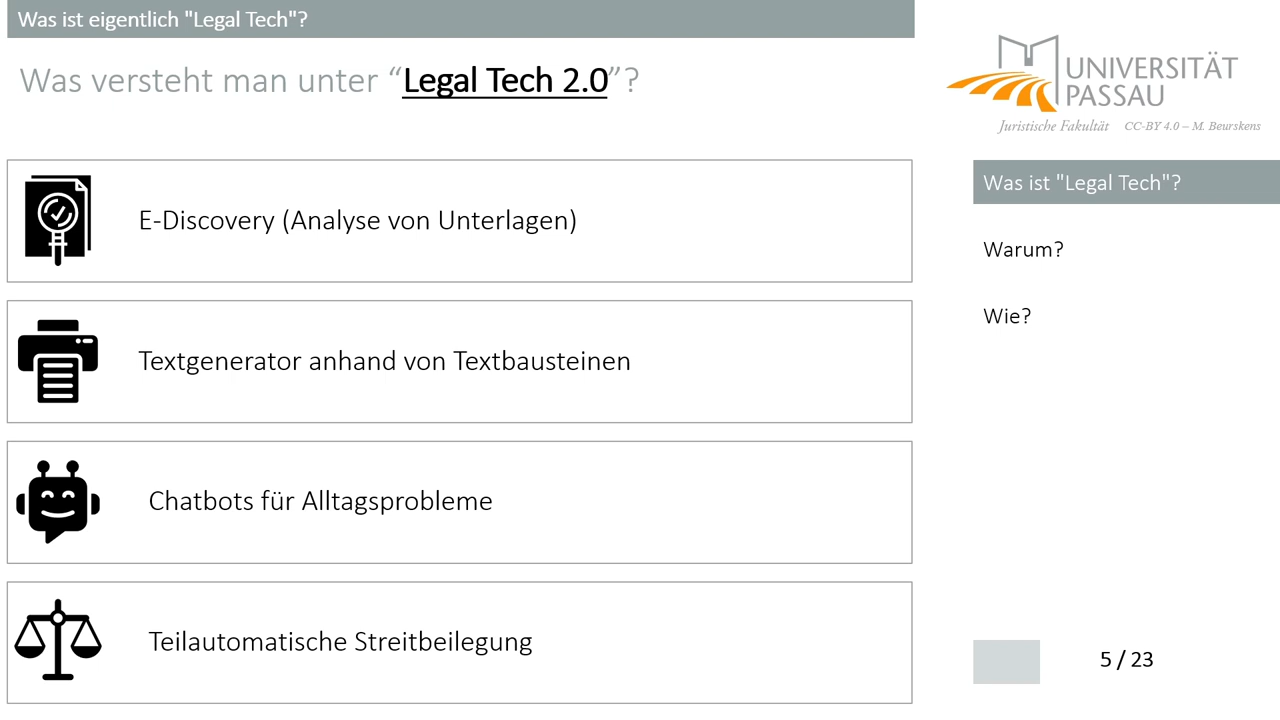 Was ist eigentlich "Legal Tech"?
Was versteht man unter “Legal Tech 2.0”?
E-Discovery (Analyse von Unterlagen)
Textgenerator anhand von Textbausteinen
Chatbots für Alltagsprobleme
Teilautomatische Streitbeilegung
UNIVERSITÄT
PASSAU
Juristische Fakultät CC-BY 4.0 – M. Beurskens
Was ist "Legal Tech"?
Warum?
Wie?
5 / 23